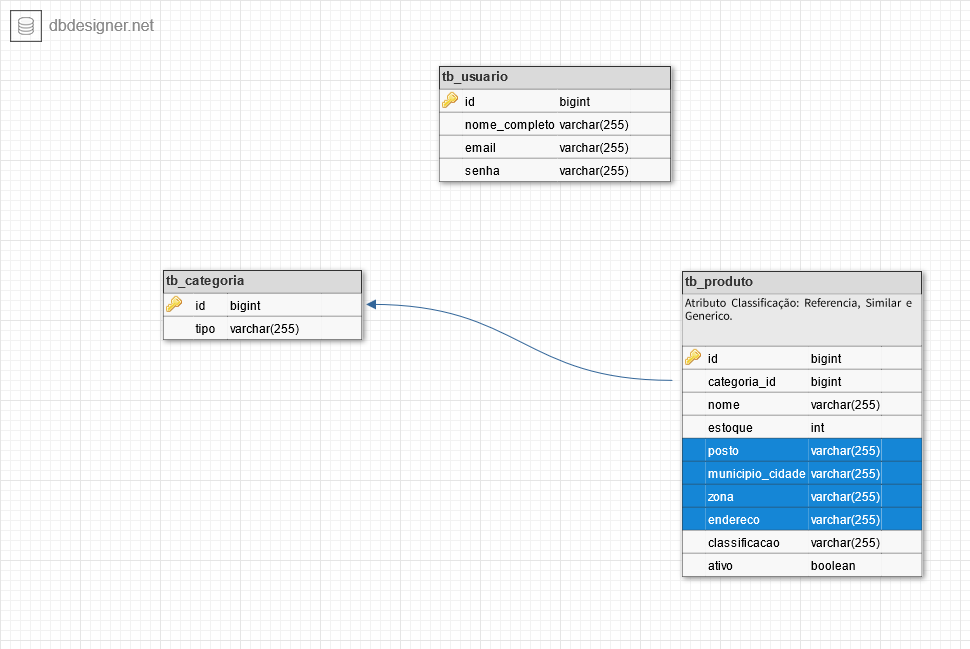 dbdesigner.net
tb_usuario
id bigint
nome_completo varchar(255)
email varchar(255)
senha varchar(255)
tb_categoria
id bigint
tipo varchar(255)
tb_produto
Atributo Classificação: Referencia, Similar e
Generico.
id bigint
categoria_id bigint
nome varchar(255)
estoque int
posto varchar(255)
municipio_cidade varchar(255)
zona varchar(255)
endereco varchar(255)
classificacao varchar(255)
ativo boolean